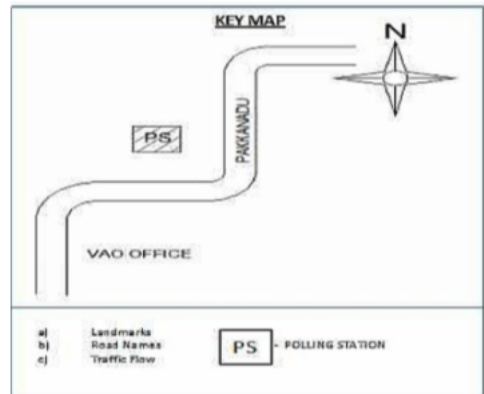 KEY MAP
N
PAKKANADU
PS
VAO OFFICE
a) Landmarks
b) Road Names
c) Traffic Flow
PS - POLLING STATION